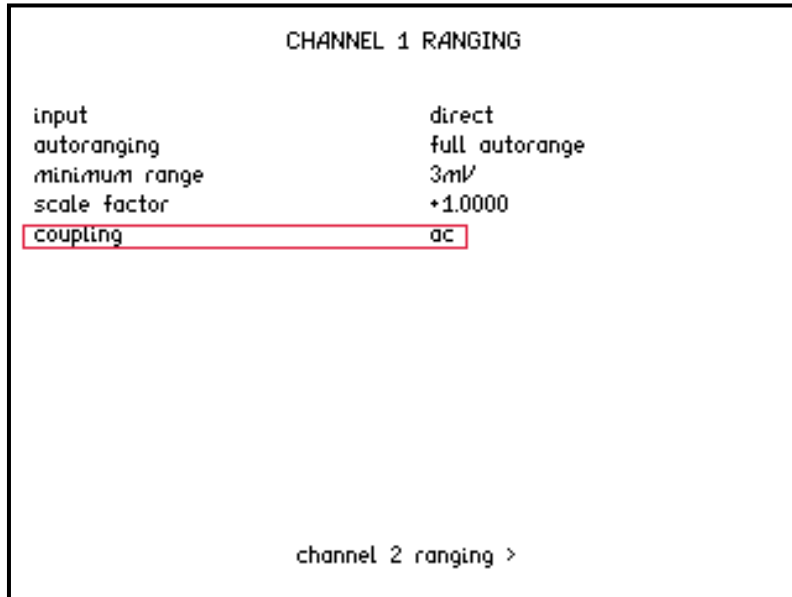 CHANNEL 1 RANGING
input direct
autoranging full autorange
minimum range 3mV
scale factor +1.0000
coupling ac
channel 2 ranging >